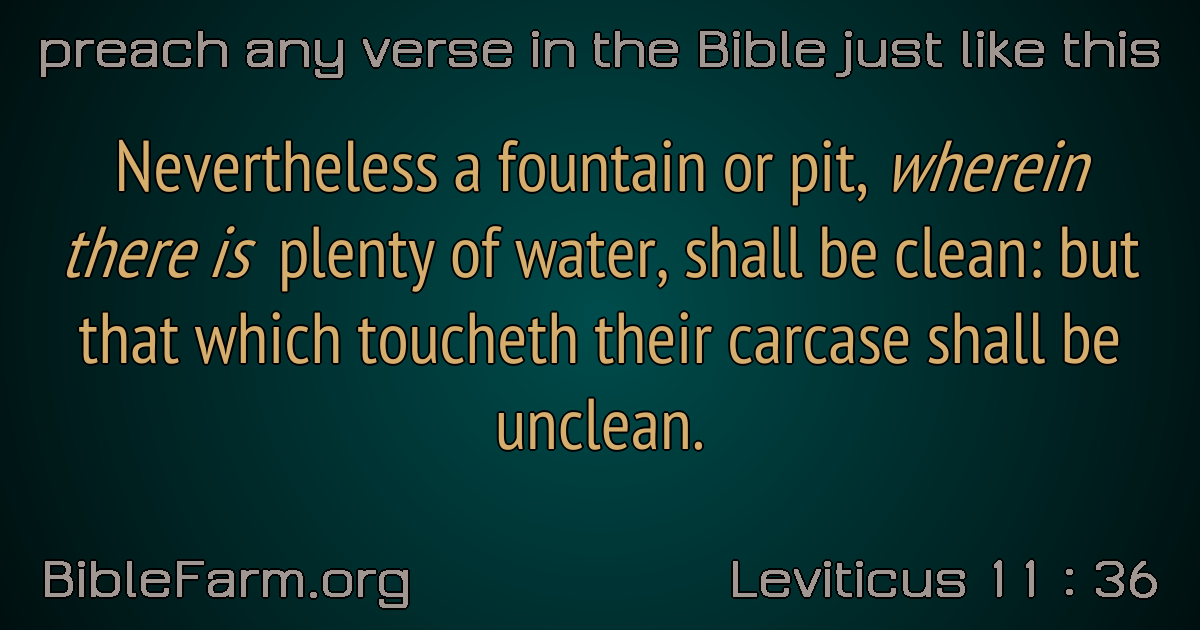 preach any verse in the Bible just like this
Nevertheless a fountain or pit, wherein
there is plenty of water, shall be clean: but
that which toucheth their carcase shall be
unclean.
BibleFarm.org
Leviticus 11 : 36